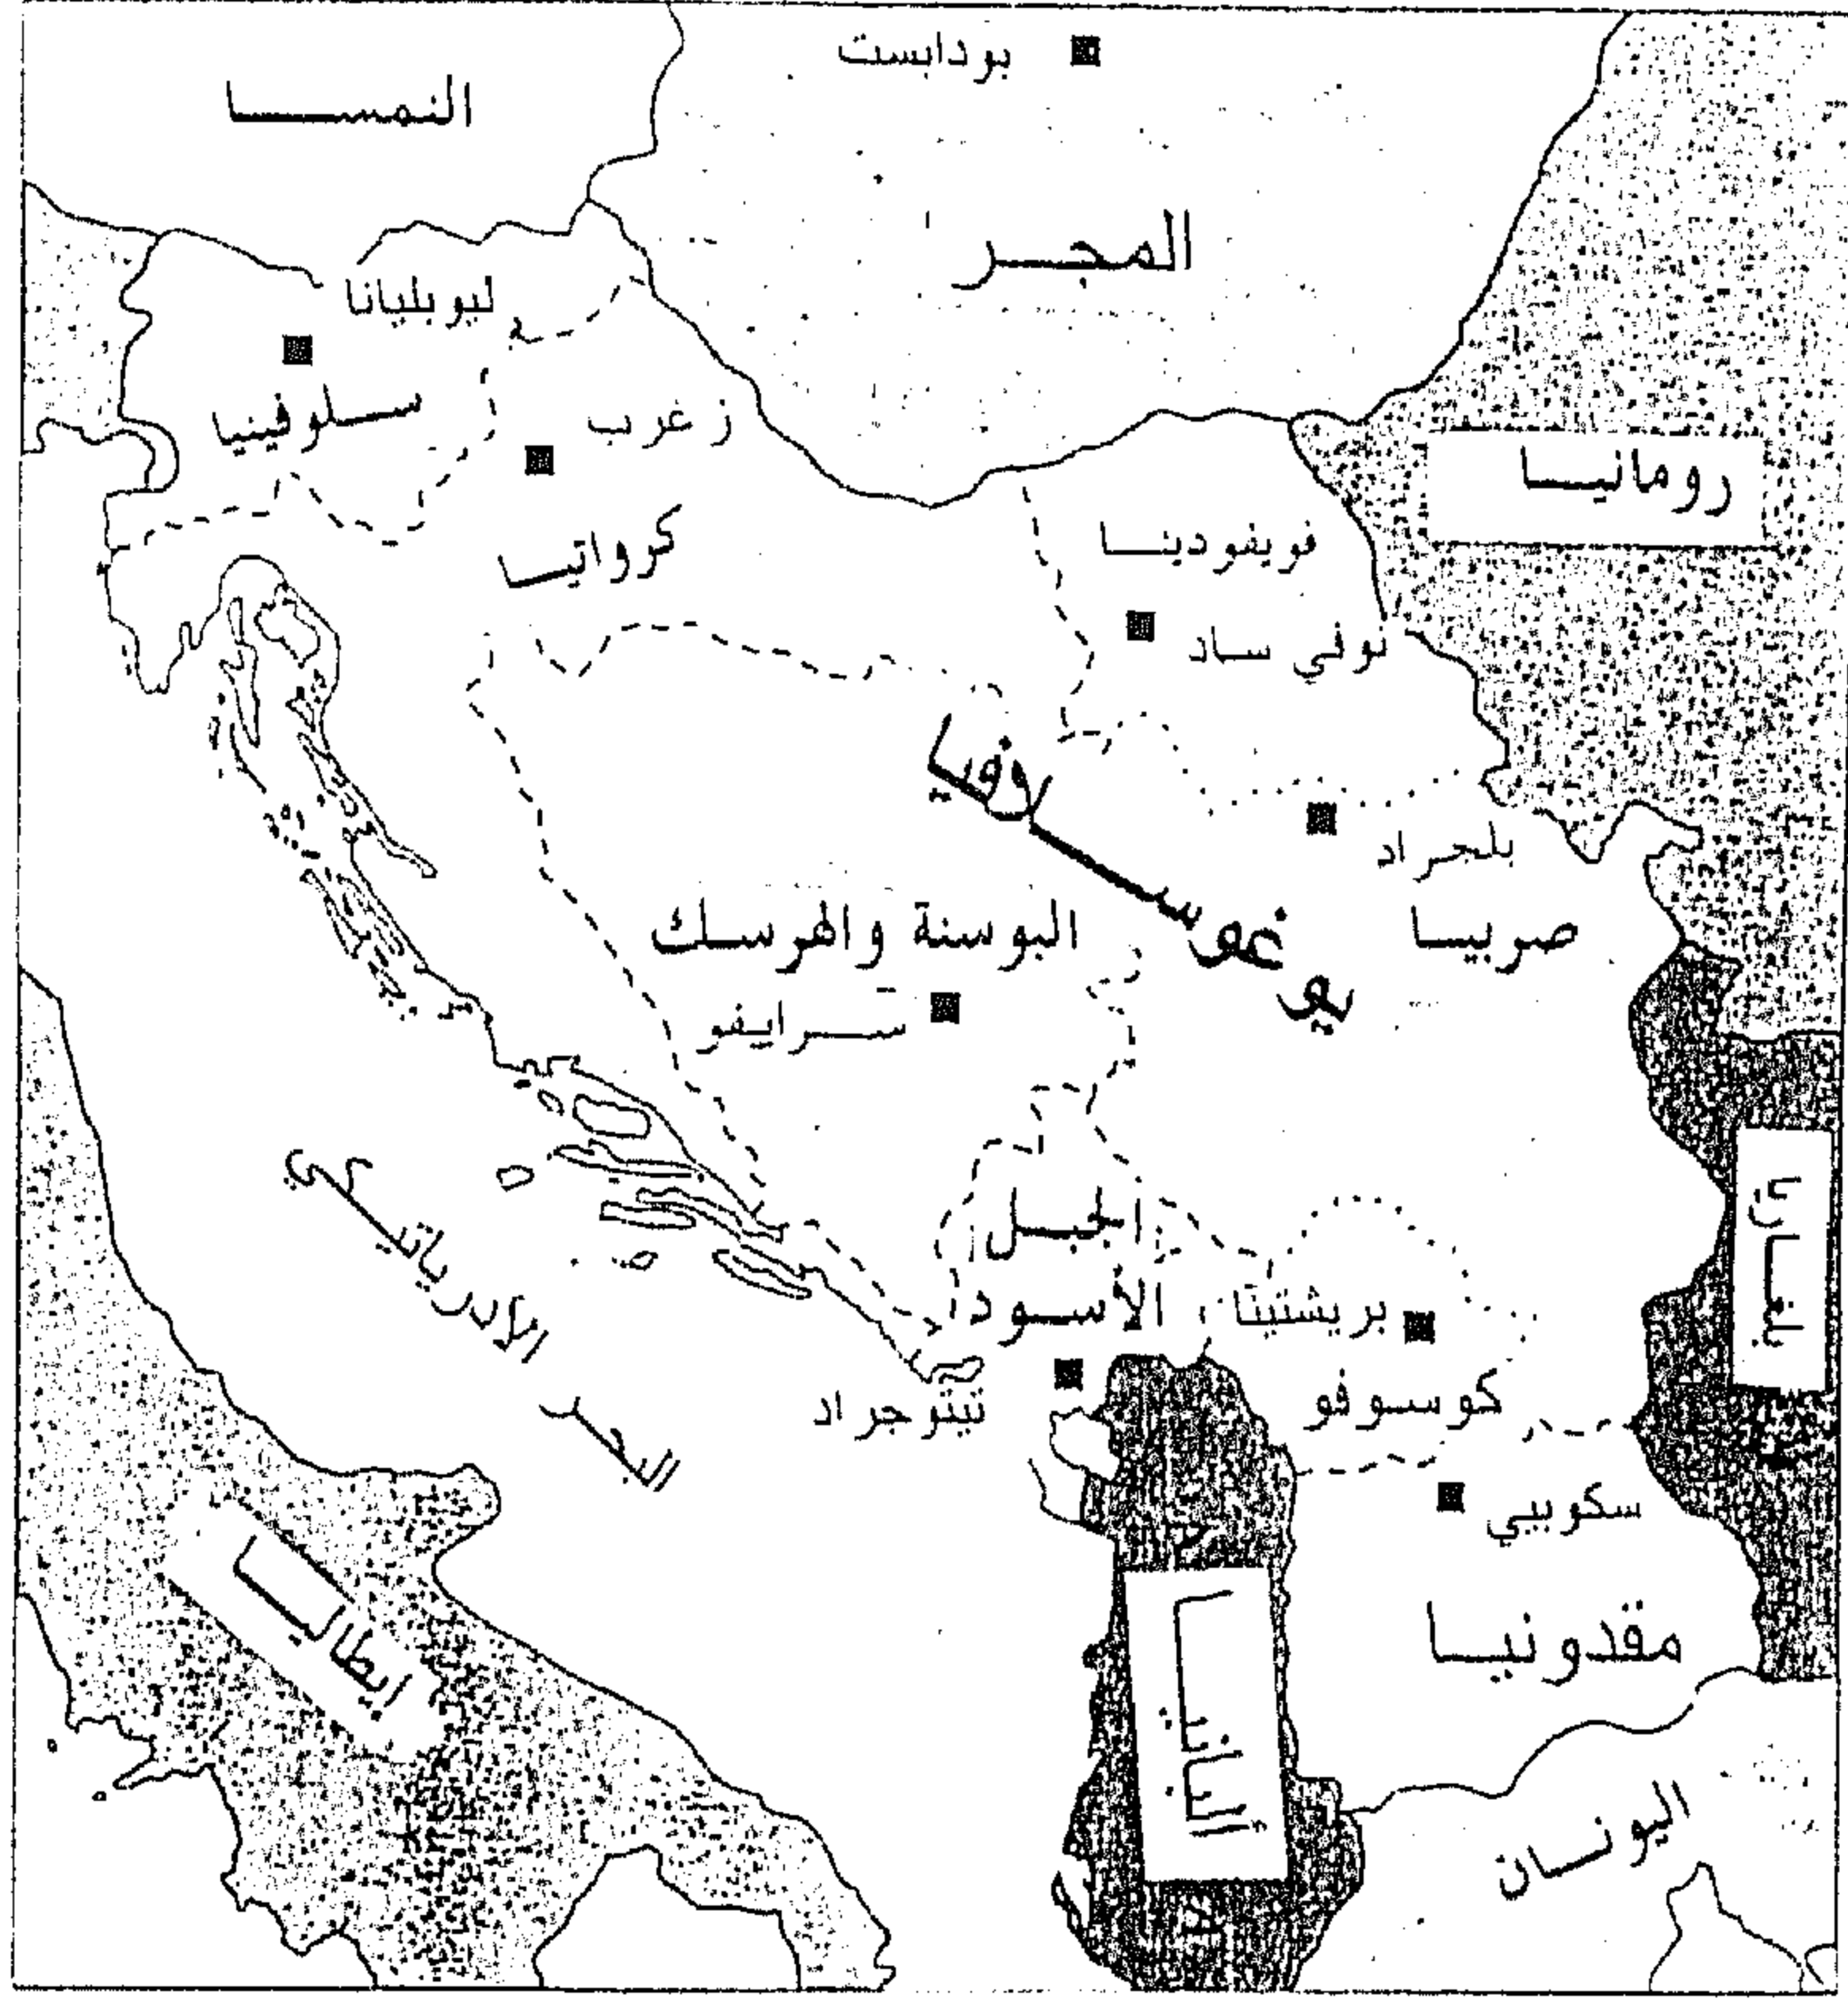 بودابست
النمسا
المجر
ليوبليانا
سلوفينيا
زغرب
رومانيا
كرواتيا
فويفودينا
نوفي ساد
يوغوسلافيا
بلجراد
صربيا
البوسنة والهرسك
سرايفو
بلغاريا
البحر الأدرياتيكي
الجبل
الأسود
بريشتينا
كوسوفو
تيتوجراد
سكوبيي
مقدونيا
إيطاليا
ألبانيا
اليونان